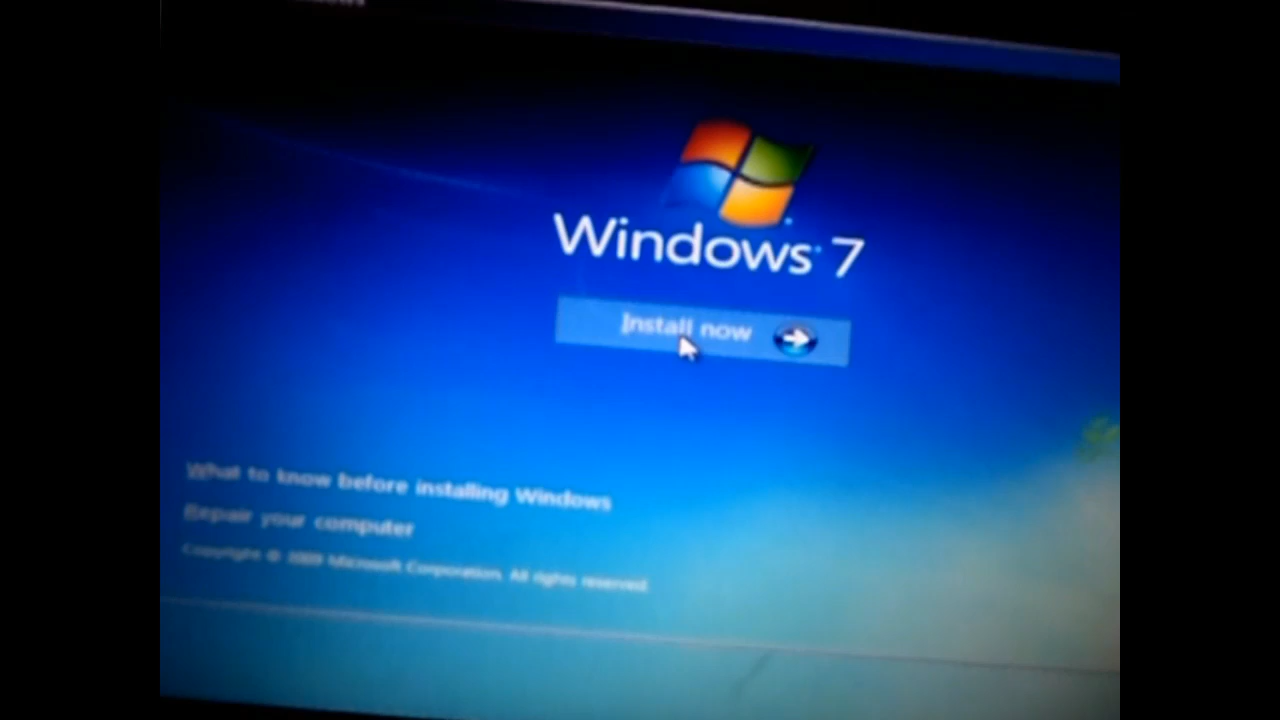 Windows 7
Install now
What to know before installing Windows
Repair your computer
Copyright © 2009 Microsoft Corporation. All rights reserved.